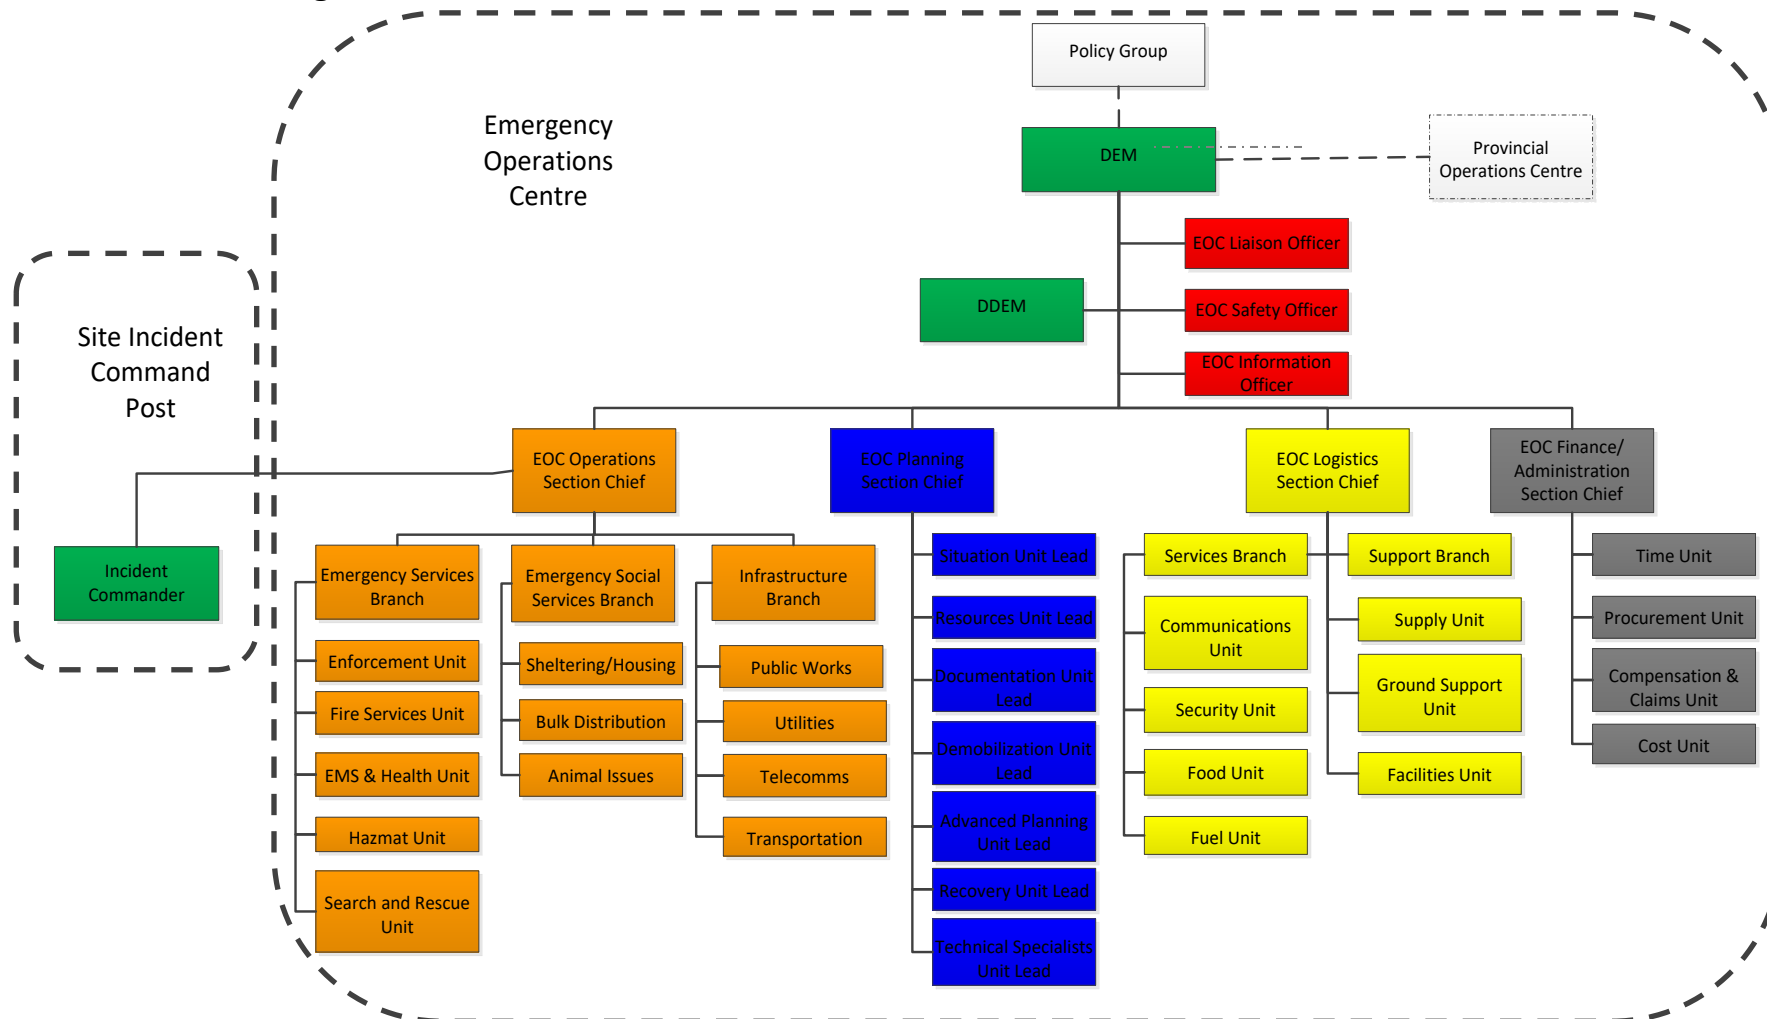 Policy Group
Emergency
Operations
Centre
DEM
Provincial
Operations Centre
EOC Liaison Officer
DDEM
EOC Safety Officer
EOC Information
Officer
Site Incident
Command
Post
EOC Operations
Section Chief
EOC Planning
Section Chief
EOC Logistics
Section Chief
EOC Finance/
Administration
Section Chief
Incident
Commander
Emergency Services
Branch
Enforcement Unit
Fire Services Unit
EMS & Health Unit
Hazmat Unit
Search and Rescue
Unit
Emergency Social
Services Branch
Sheltering/Housing
Bulk Distribution
Animal Issues
Infrastructure
Branch
Public Works
Utilities
Telecomms
Transportation
Situation Unit Lead
Resources Unit Lead
Documentation Unit
Lead
Demobilization Unit
Lead
Advanced Planning
Unit Lead
Recovery Unit Lead
Technical Specialists
Unit Lead
Services Branch
Communications
Unit
Security Unit
Food Unit
Fuel Unit
Support Branch
Supply Unit
Ground Support
Unit
Facilities Unit
Time Unit
Procurement Unit
Compensation &
Claims Unit
Cost Unit